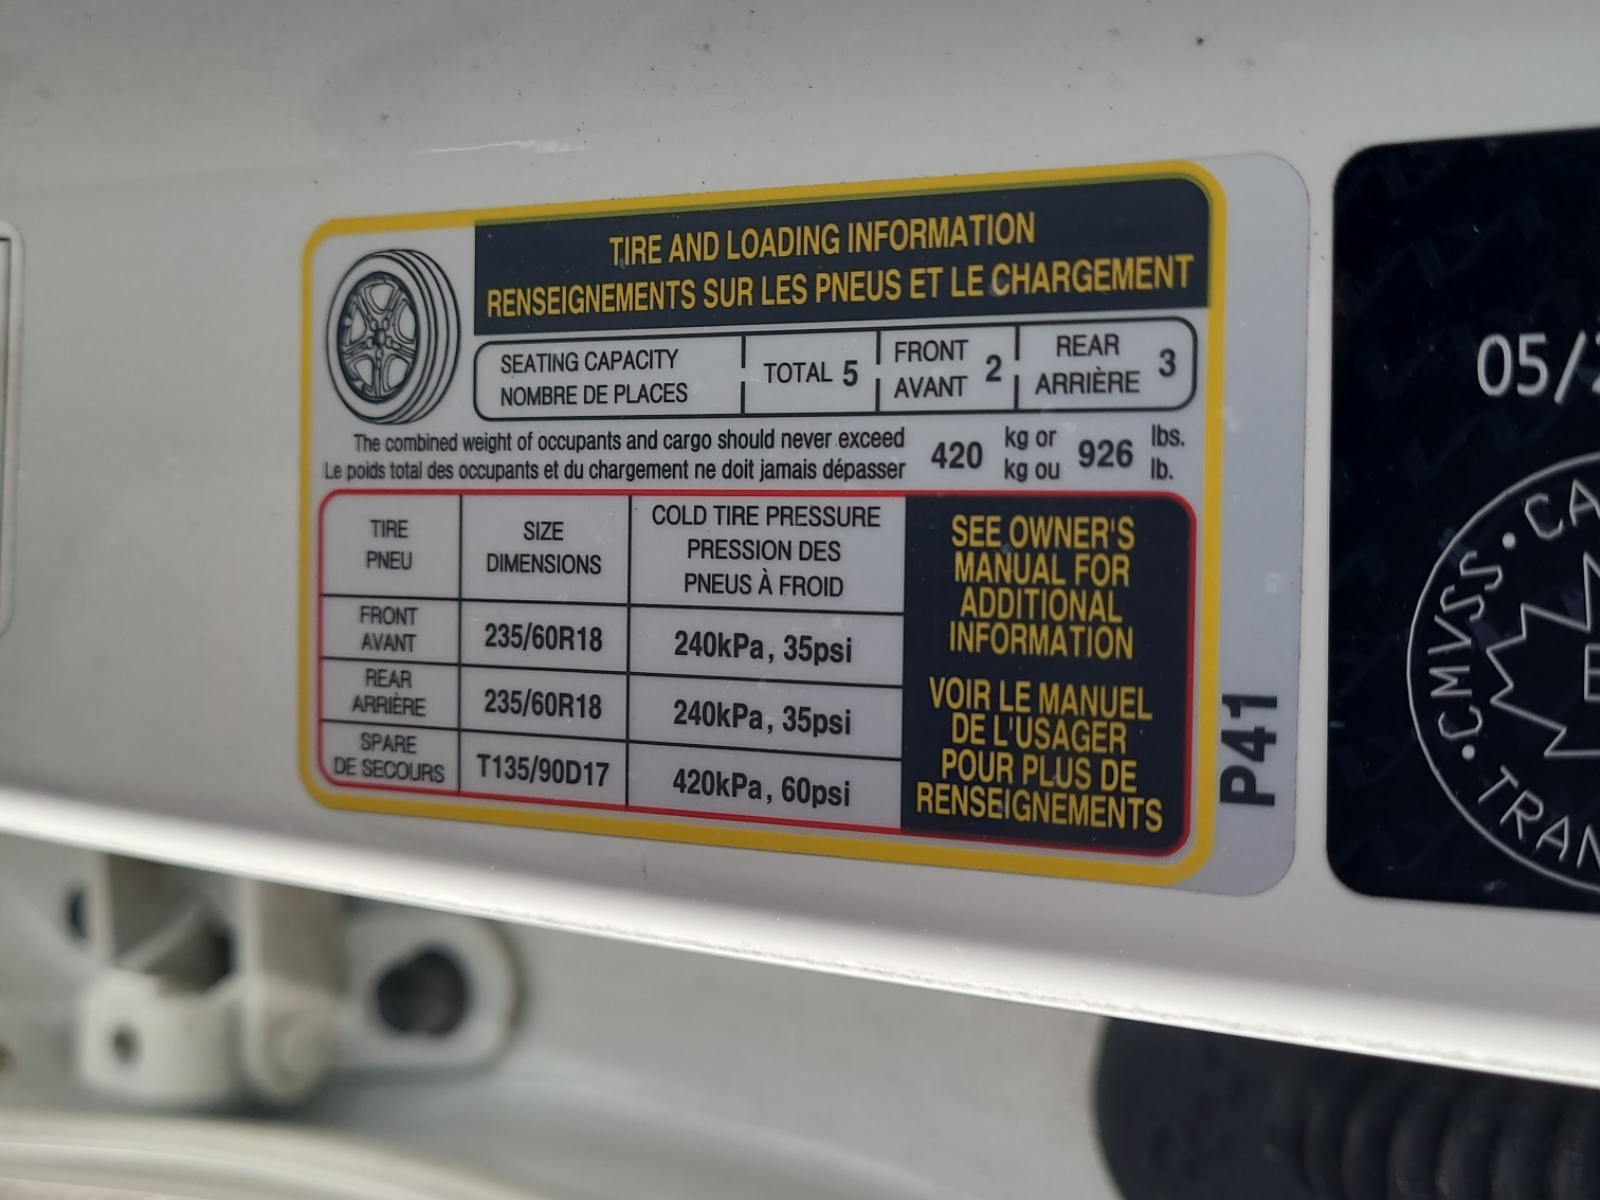 TIRE AND LOADING INFORMATION
RENSEIGNEMENTS SUR LES PNEUS ET LE CHARGEMENT
SEATING CAPACITY
NOMBRE DE PLACES
TOTAL 5
FRONT
AVANT
2
REAR
ARRIÈRE
3
The combined weight of occupants and cargo should never exceed
Le poids total des occupants et du chargement ne doit jamais dépasser
420
kg or
kg ou
926
lbs.
lb.
TIRE
PNEU
SIZE
DIMENSIONS
COLD TIRE PRESSURE
PRESSION DES
PNEUS À FROID
FRONT
AVANT
235/60R18
240kPa, 35psi
REAR
ARRIÈRE
235/60R18
240kPa, 35psi
SPARE
DE SECOURS
T135/90D17
420kPa, 60psi
SEE OWNER'S
MANUAL FOR
ADDITIONAL
INFORMATION
VOIR LE MANUEL
DE L'USAGER
POUR PLUS DE
RENSEIGNEMENTS
P41
05/
CMVSS